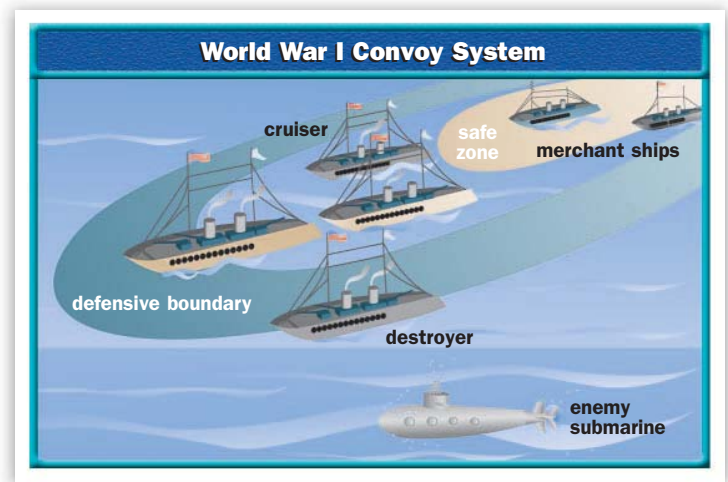 World War I Convoy System
cruiser
safe
zone
merchant ships
defensive boundary
destroyer
enemy
submarine